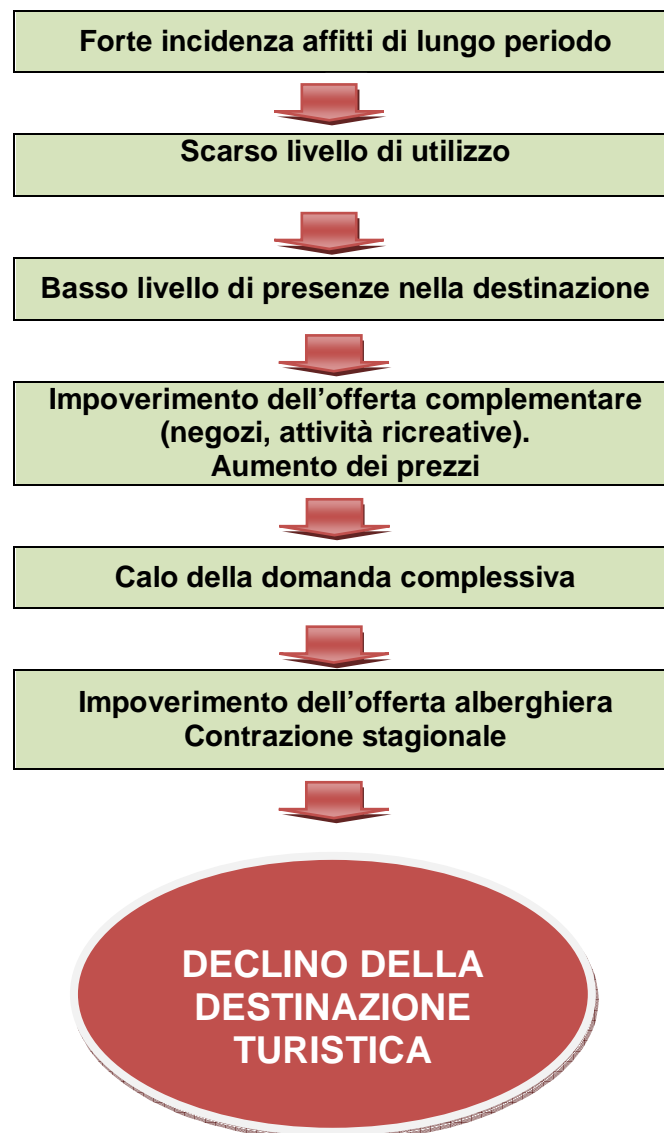 Forte incidenza affitti di lungo periodo
Scarso livello di utilizzo
Basso livello di presenze nella destinazione
Impoverimento dell’offerta complementare
(negozi, attività ricreative).
Aumento dei prezzi
Calo della domanda complessiva
Impoverimento dell’offerta alberghiera
Contrazione stagionale
DECLINO DELLA
DESTINAZIONE
TURISTICA